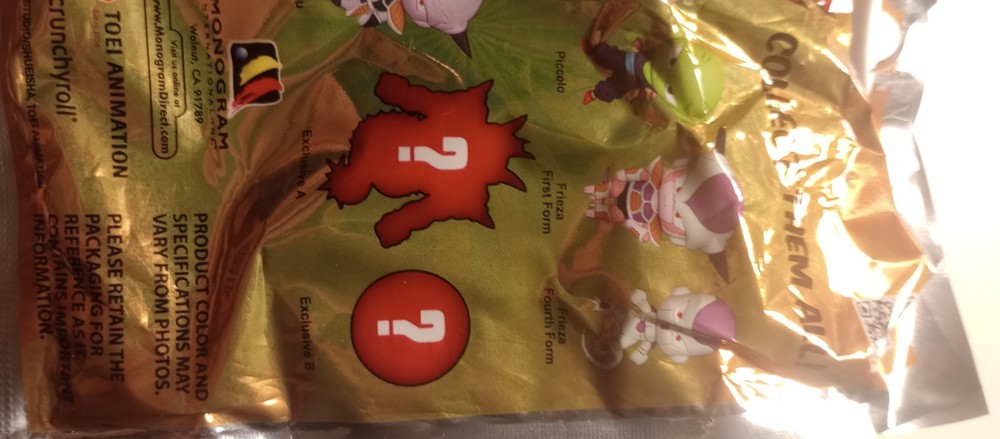 COLLECT THEM ALL
Piccolo
Frieza
First Form
Frieza
Fourth Form
?
?
Exclusive A
Exclusive B
MONOGRAM
INTERNATIONAL INC.
Walnut, CA 91789
Visit us online at
www.MonogramDirect.com
PRODUCT COLOR AND
SPECIFICATIONS MAY
VARY FROM PHOTOS.
PLEASE RETAIN THE
PACKAGING FOR
REFERENCE AS IT
CONTAINS IMPORTANT
INFORMATION.
TOEI ANIMATION
crunchyroll